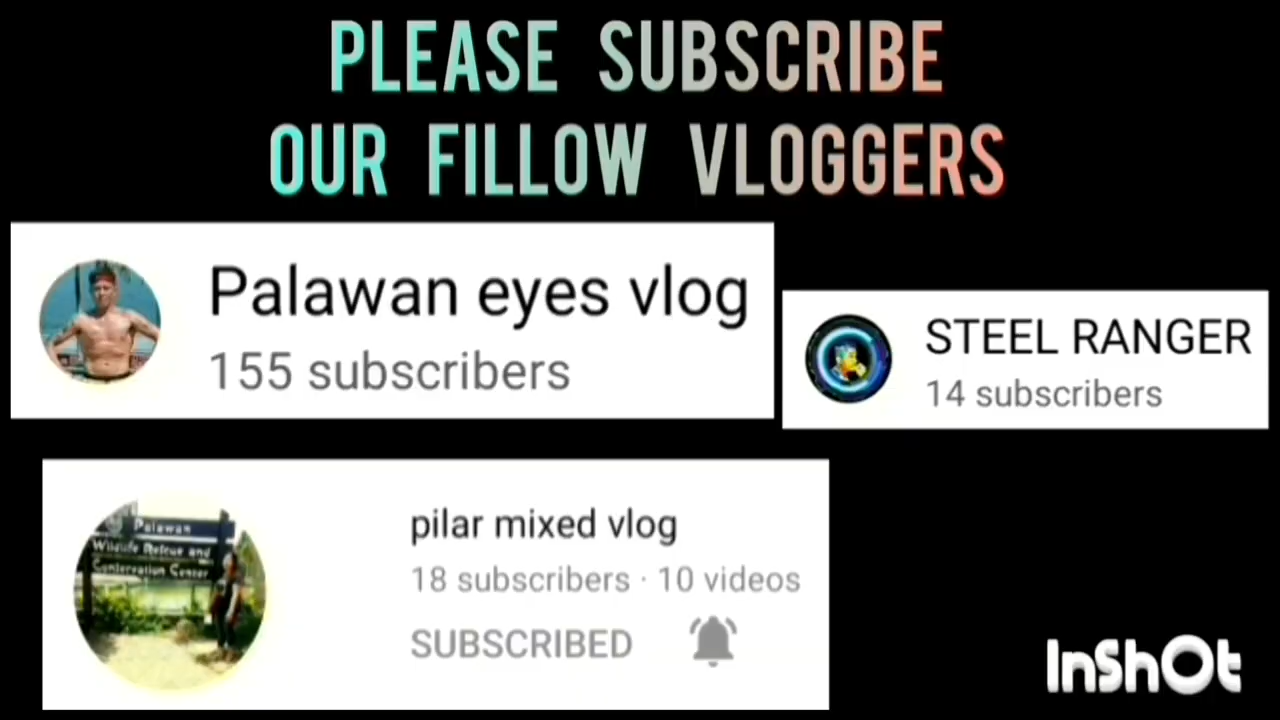 PLEASE SUBSCRIBE
OUR FILLOW VLOGGERS
Palawan eyes vlog
155 subscribers
STEEL RANGER
14 subscribers
Palawan
Wildlife Rescue and
Conservation Center
pilar mixed vlog
18 subscribers · 10 videos
SUBSCRIBED
InShOt